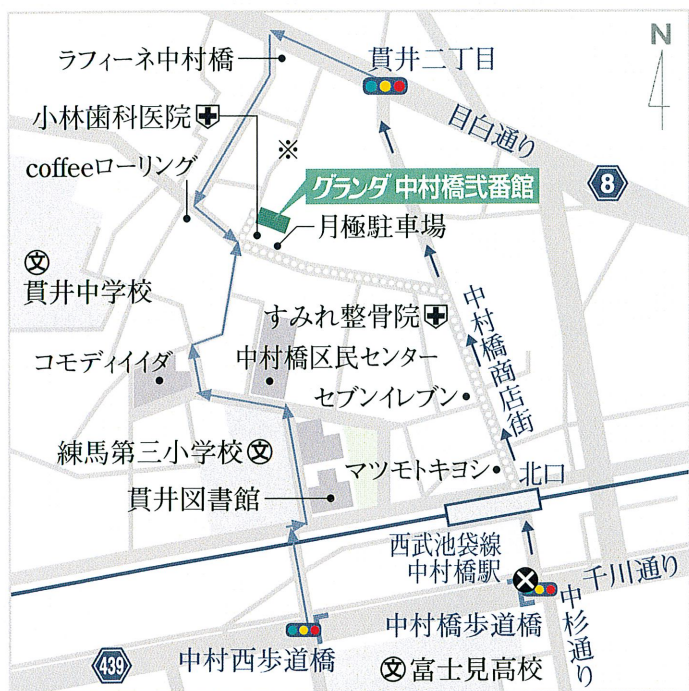 N
ラフィーネ中村橋
貫井二丁目
小林歯科医院
目白通り
※
coffeeローリング
グランダ 中村橋弐番館
8
月極駐車場
文
貫井中学校
すみれ整骨院
中村橋商店街
コモディイイダ
中村橋区民センター
セブンイレブン
練馬第三小学校 文
マツモトキヨシ
北口
貫井図書館
西武池袋線
中村橋駅
千川通り
中村橋歩道橋
中杉通り
439
中村西歩道橋
文 富士見高校